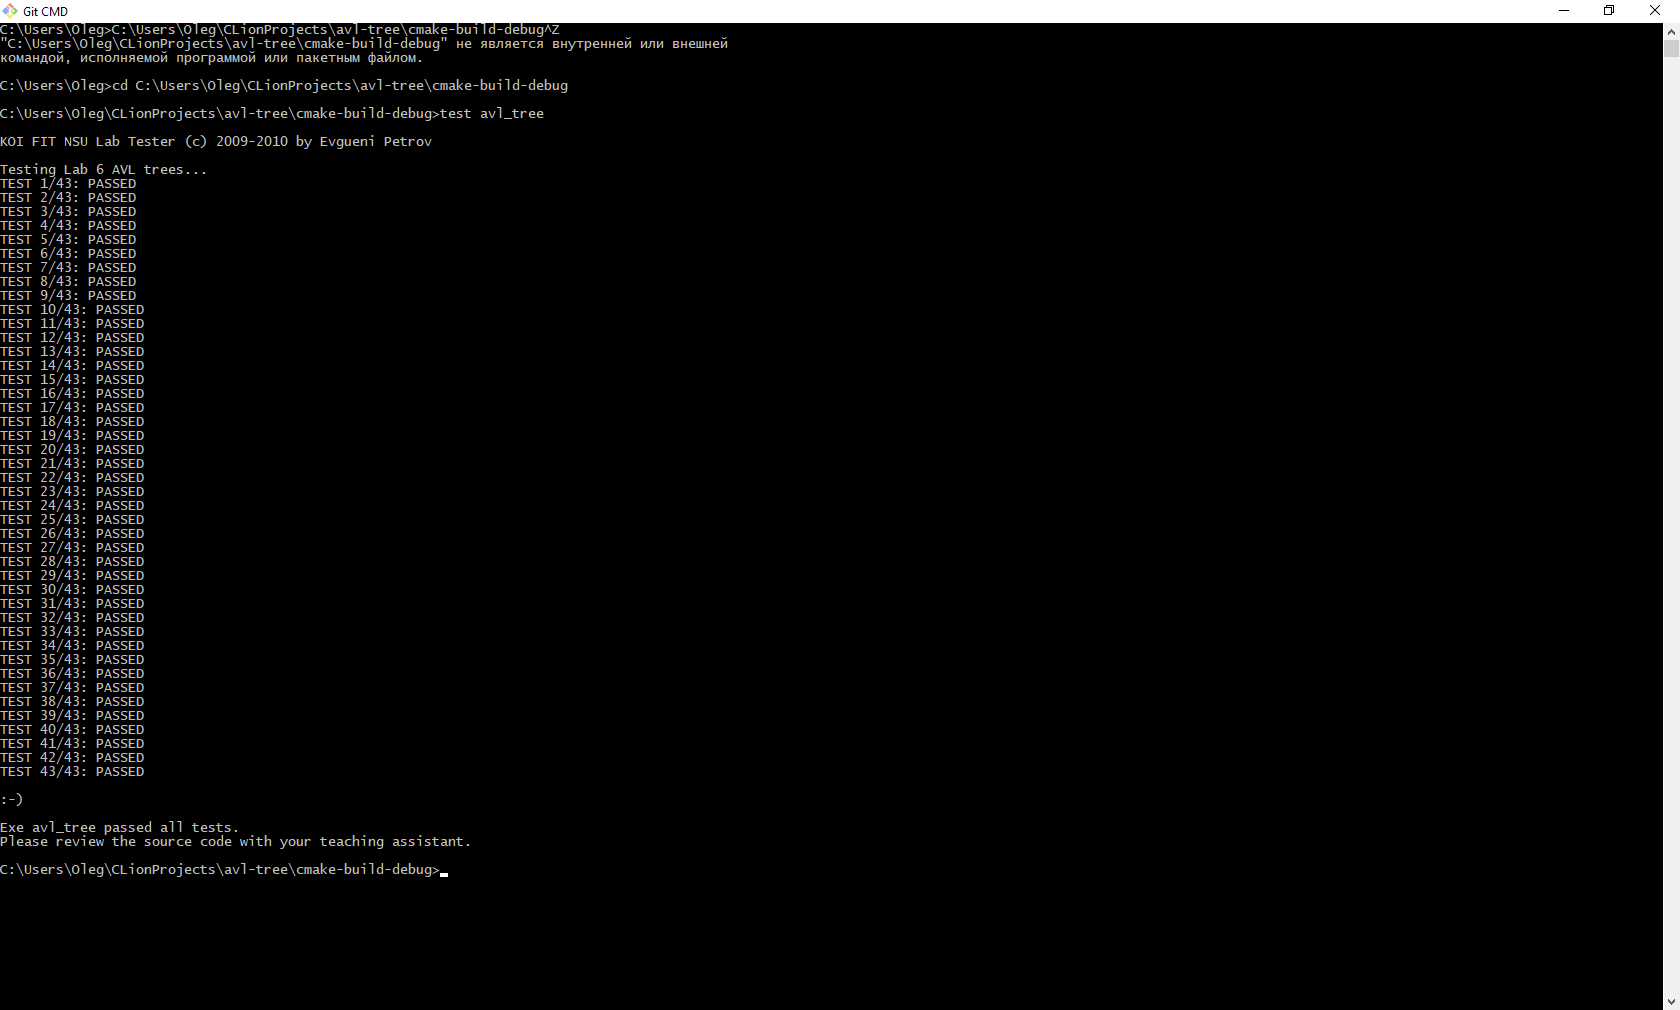 Git CMD
C:\Users\Oleg>C:\Users\Oleg\CLionProjects\avl-tree\cmake-build-debug^Z
"C:\Users\Oleg\CLionProjects\avl-tree\cmake-build-debug" не является внутренней или внешней
командой, исполняемой программой или пакетным файлом.
C:\Users\Oleg>cd C:\Users\Oleg\CLionProjects\avl-tree\cmake-build-debug
C:\Users\Oleg\CLionProjects\avl-tree\cmake-build-debug>test avl_tree
KOI FIT NSU Lab Tester (c) 2009-2010 by Evgueni Petrov
Testing Lab 6 AVL trees...
TEST 1/43: PASSED
TEST 2/43: PASSED
TEST 3/43: PASSED
TEST 4/43: PASSED
TEST 5/43: PASSED
TEST 6/43: PASSED
TEST 7/43: PASSED
TEST 8/43: PASSED
TEST 9/43: PASSED
TEST 10/43: PASSED
TEST 11/43: PASSED
TEST 12/43: PASSED
TEST 13/43: PASSED
TEST 14/43: PASSED
TEST 15/43: PASSED
TEST 16/43: PASSED
TEST 17/43: PASSED
TEST 18/43: PASSED
TEST 19/43: PASSED
TEST 20/43: PASSED
TEST 21/43: PASSED
TEST 22/43: PASSED
TEST 23/43: PASSED
TEST 24/43: PASSED
TEST 25/43: PASSED
TEST 26/43: PASSED
TEST 27/43: PASSED
TEST 28/43: PASSED
TEST 29/43: PASSED
TEST 30/43: PASSED
TEST 31/43: PASSED
TEST 32/43: PASSED
TEST 33/43: PASSED
TEST 34/43: PASSED
TEST 35/43: PASSED
TEST 36/43: PASSED
TEST 37/43: PASSED
TEST 38/43: PASSED
TEST 39/43: PASSED
TEST 40/43: PASSED
TEST 41/43: PASSED
TEST 42/43: PASSED
TEST 43/43: PASSED
:-)
Exe avl_tree passed all tests.
Please review the source code with your teaching assistant.
C:\Users\Oleg\CLionProjects\avl-tree\cmake-build-debug>